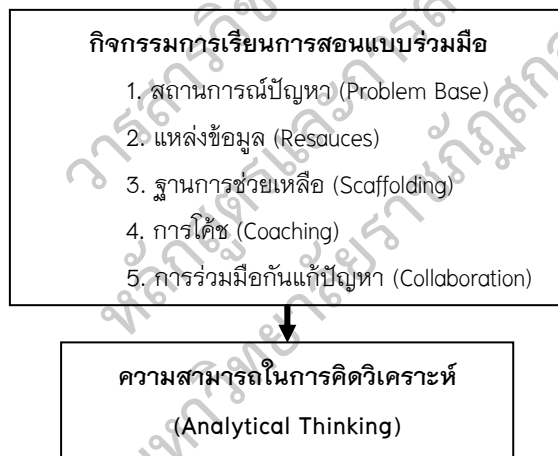 กิจกรรมการเรียนการสอนแบบร่วมมือ
1. สถานการณ์ปัญหา (Problem Base)
2. แหล่งข้อมูล (Resauces)
3. ฐานการช่วยเหลือ (Scaffolding)
4. การโค้ช (Coaching)
5. การร่วมมือกันแก้ปัญหา (Collaboration)
ความสามารถในการคิดวิเคราะห์
(Analytical Thinking)